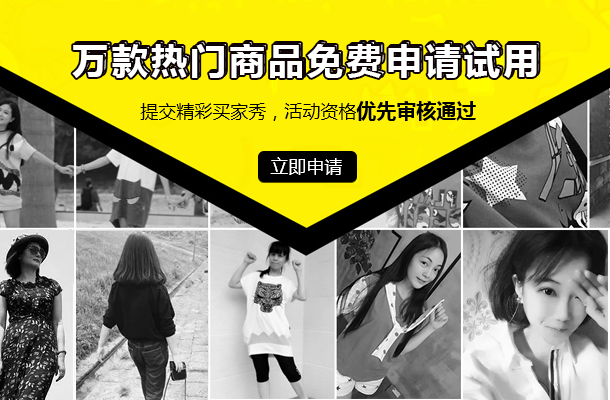 万款热门商品免费申请试用
提交精彩买家秀，活动资格优先审核通过
立即申请